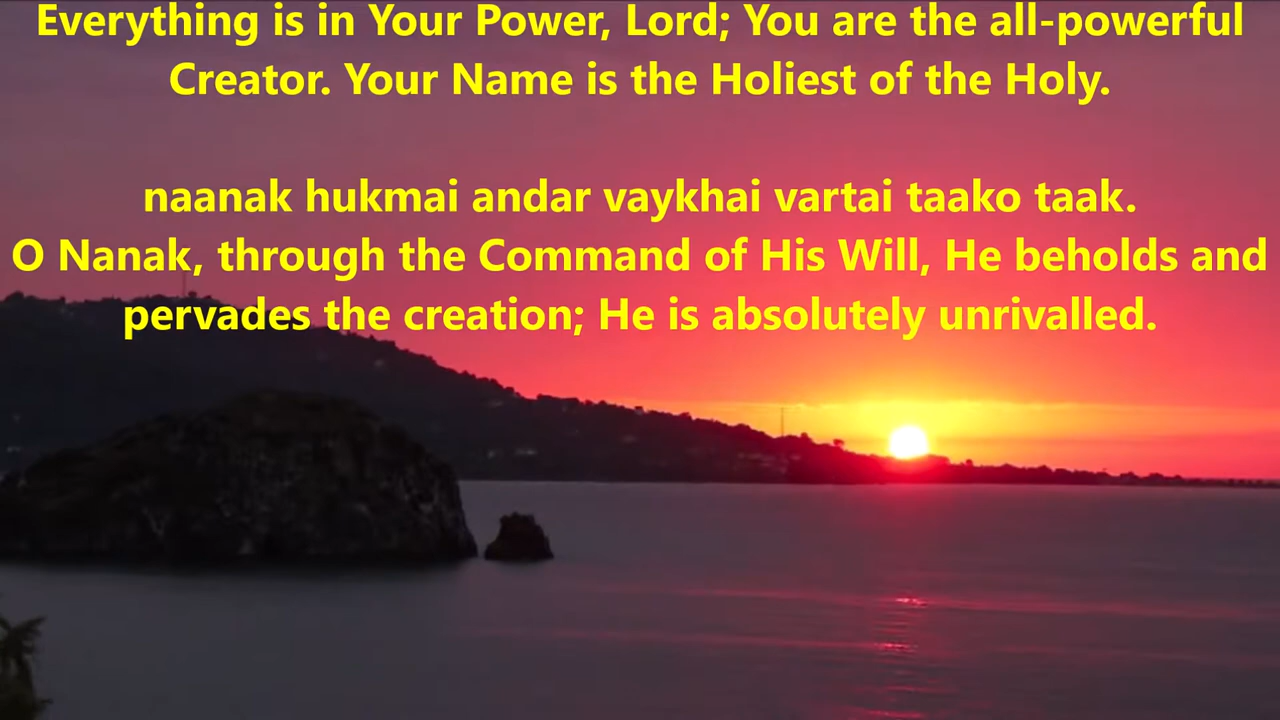 Everything is in Your Power, Lord; You are the all-powerful
Creator. Your Name is the Holiest of the Holy.
naanak hukmai andar vaykhai vartai taako taak.
O Nanak, through the Command of His Will, He beholds and
pervades the creation; He is absolutely unrivalled.